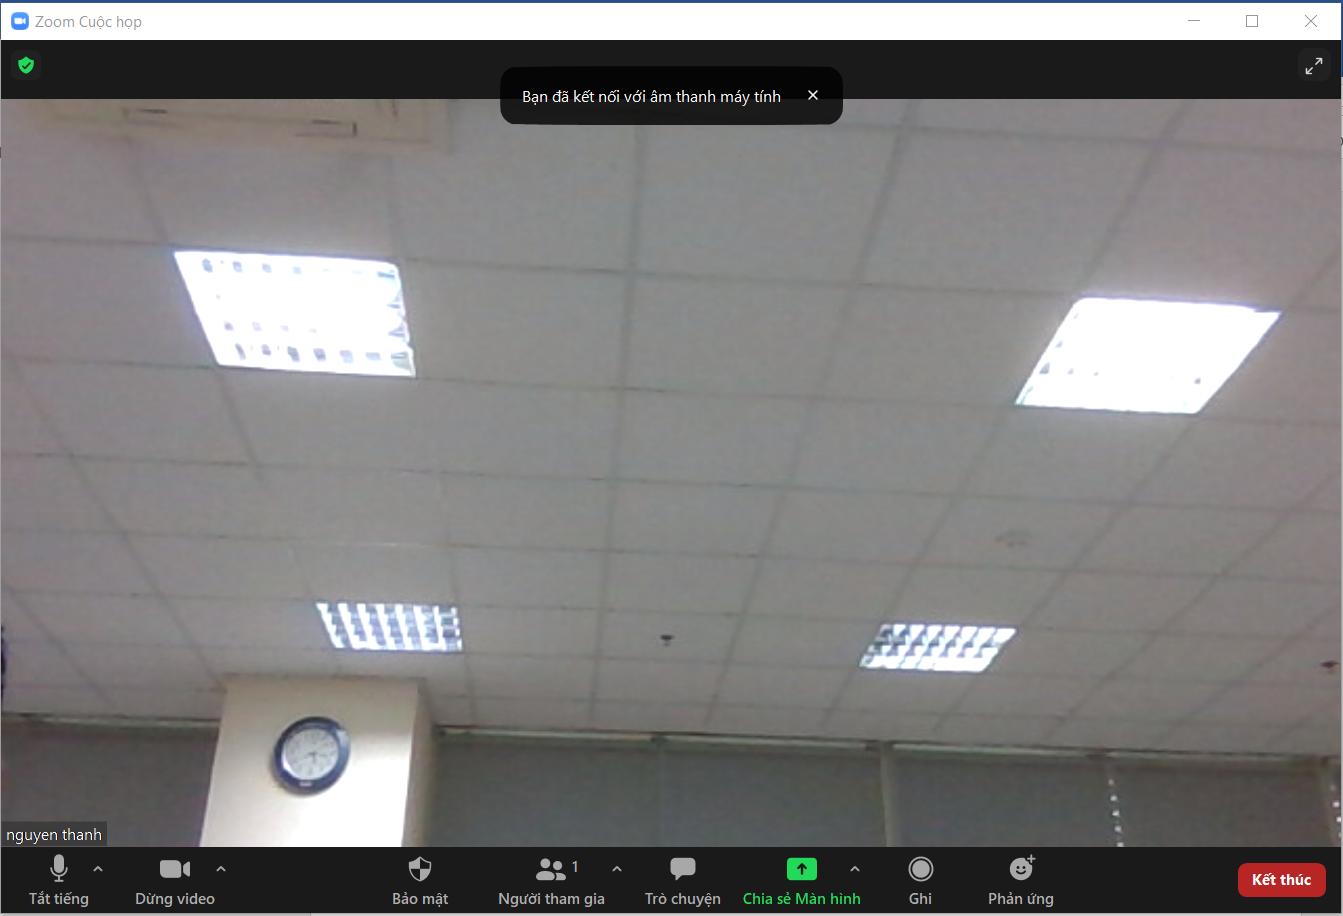 Zoom Cuộc họp
Bạn đã kết nối với âm thanh máy tính
nguyen thanh
1
Tắt tiếng
Dừng video
Bảo mật
Người tham gia
Trò chuyện
Chia sẻ Màn hình
Ghi
Phản ứng
Kết thúc